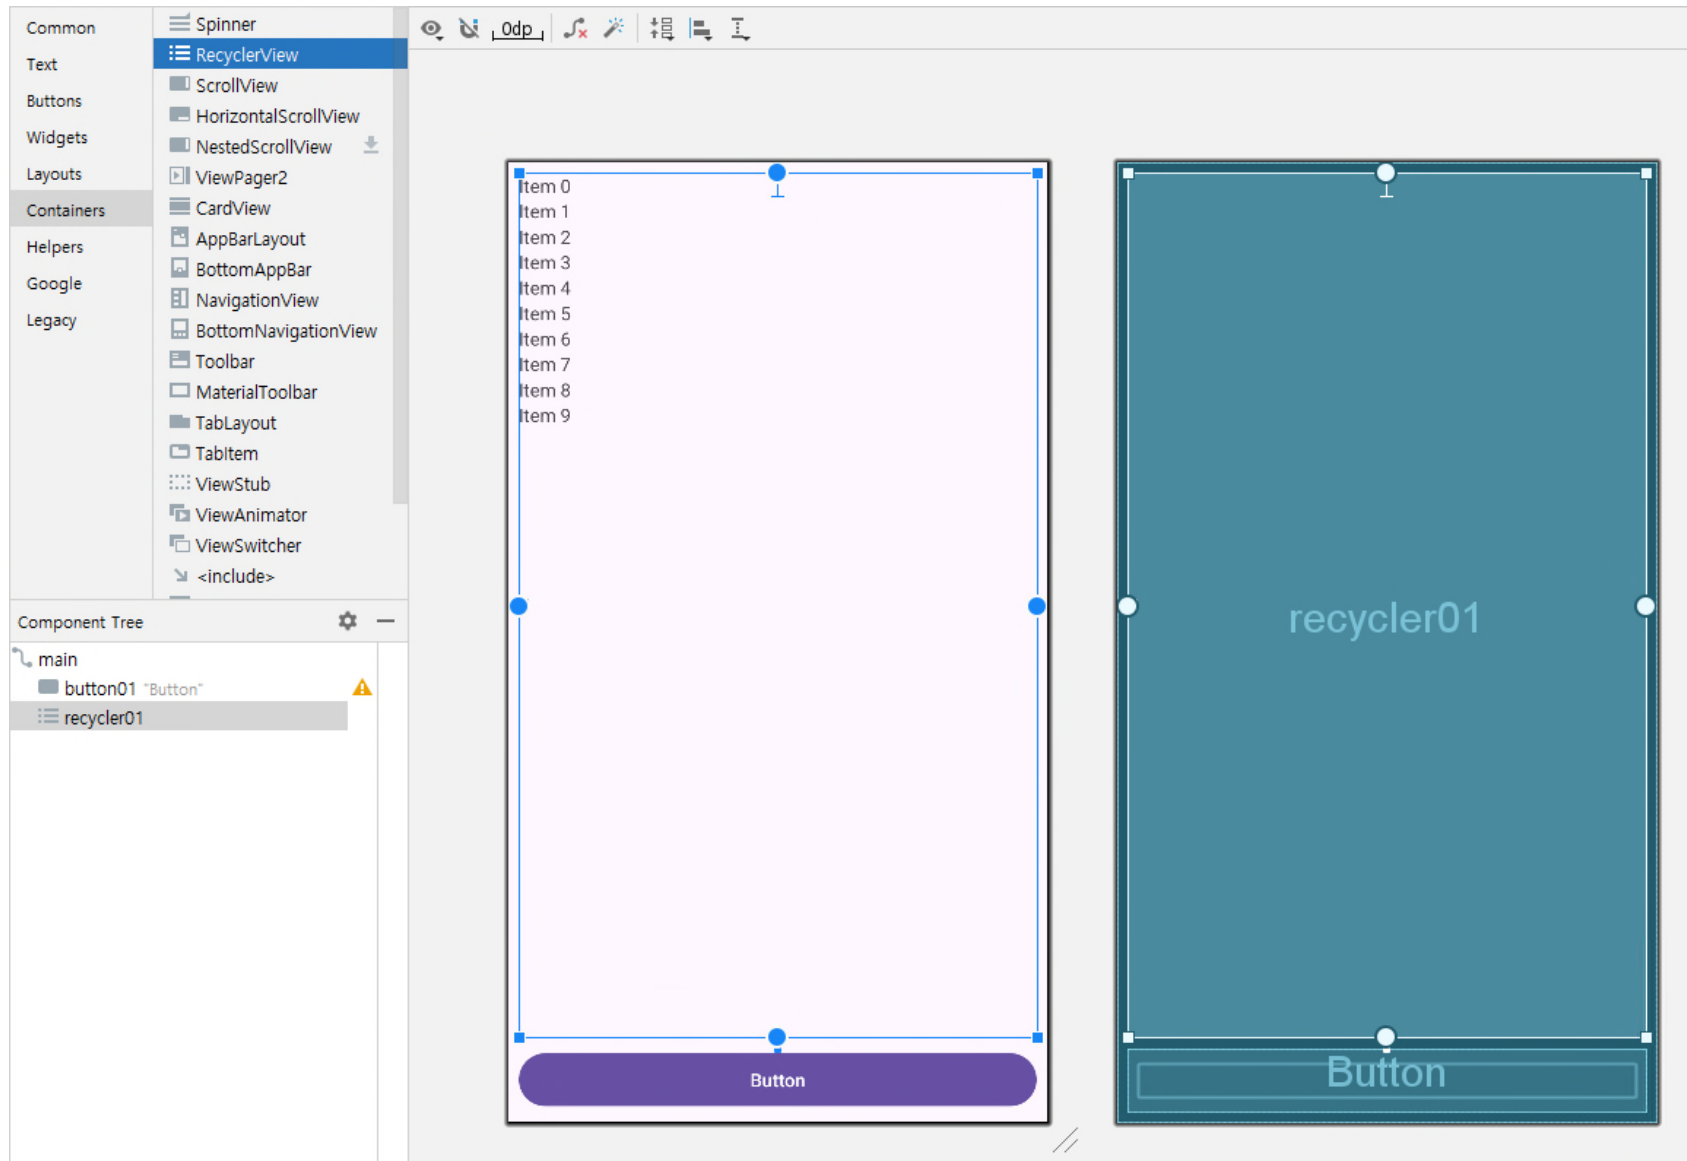 Common
Text
Buttons
Widgets
Layouts
Containers
Helpers
Google
Legacy
Spinner
RecyclerView
ScrollView
HorizontalScrollView
NestedScrollView
ViewPager2
CardView
AppBarLayout
BottomAppBar
NavigationView
BottomNavigationView
Toolbar
MaterialToolbar
TabLayout
TabItem
ViewStub
ViewAnimator
ViewSwitcher
<include>
Component Tree
main
button01 "Button"
recycler01
0dp
Item 0
Item 1
Item 2
Item 3
Item 4
Item 5
Item 6
Item 7
Item 8
Item 9
Button
recycler01
Button